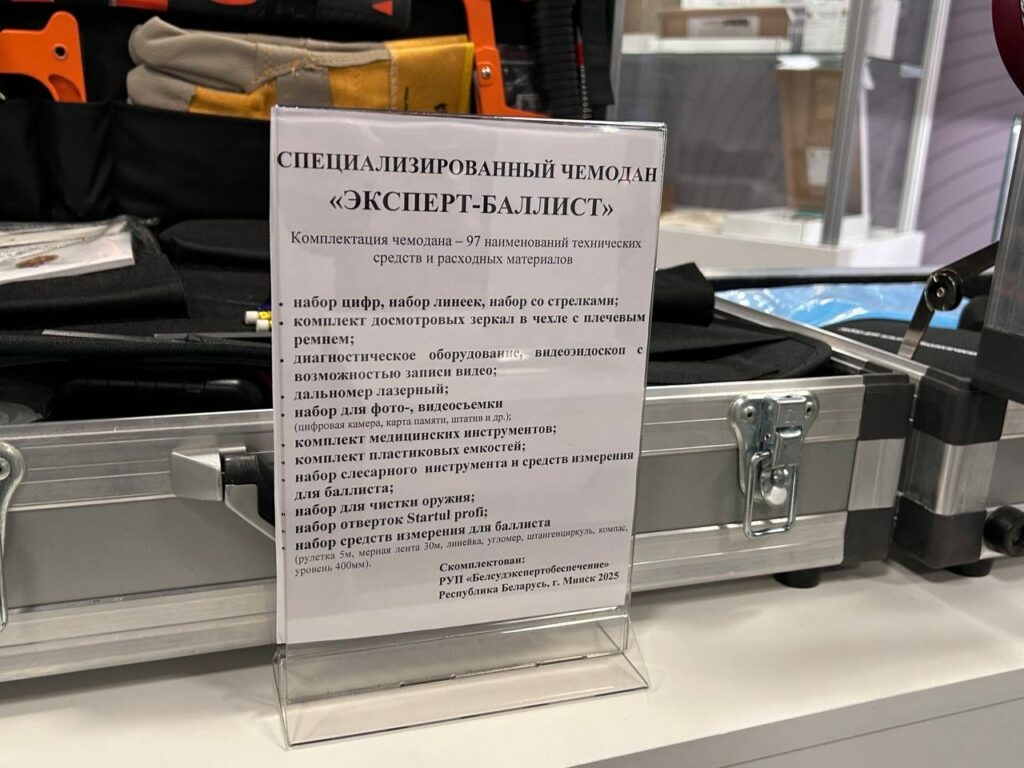 СПЕЦИАЛИЗИРОВАННЫЙ ЧЕМОДАН
«ЭКСПЕРТ-БАЛЛИСТ»
Комплектация чемодана – 97 наименований технических
средств и расходных материалов
набор цифр, набор линеек, набор со стрелками;
комплект досмотровых зеркал в чехле с плечевым
ремнем;
диагностическое оборудование, видеоэндоскоп с
возможностью записи видео;
дальномер лазерный;
набор для фото-, видеосъемки
(цифровая камера, карта памяти, штатив и др.);
комплект медицинских инструментов;
комплект пластиковых емкостей;
набор слесарного инструмента и средств измерения
для баллиста;
набор для чистки оружия;
набор отверток Startul profi;
набор средств измерения для баллиста
(рулетка 5м, мерная лента 30м, линейка, угломер, штангенциркуль, компас,
уровень 400мм).
Скомплектован:
РУП «Белсудэкспертобеспечение»
Республика Беларусь, г. Минск 2025